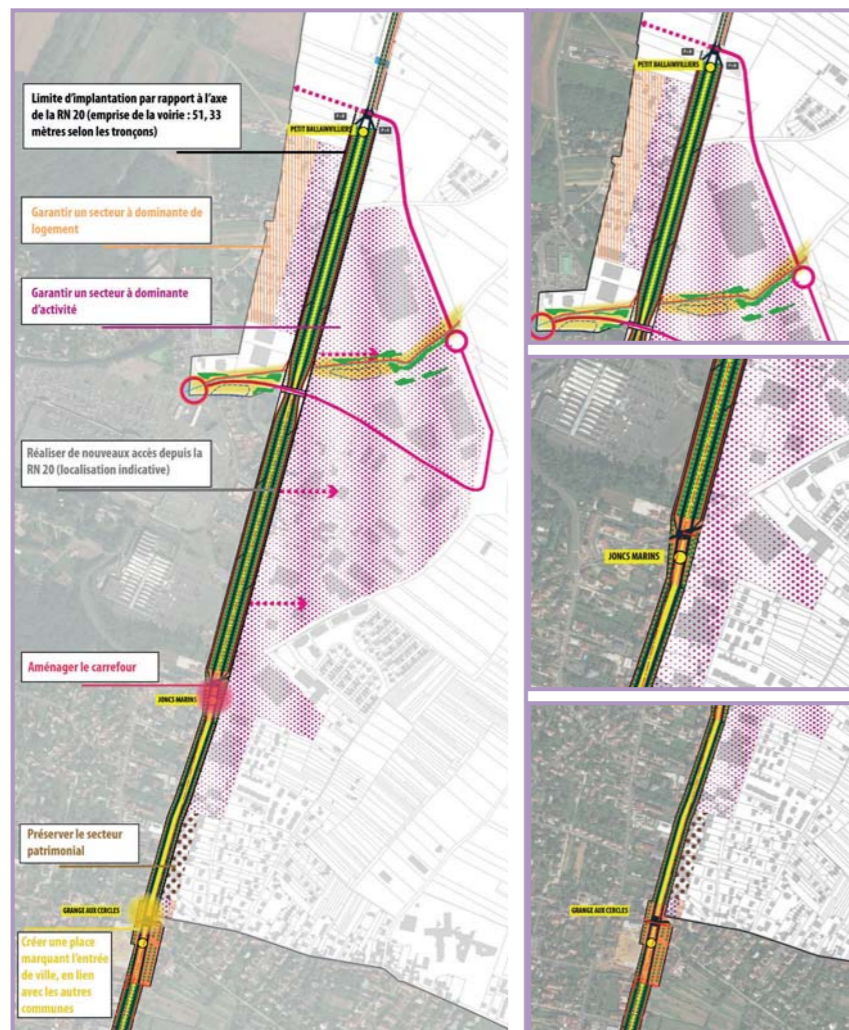 Limite d'implantation par rapport à l'axe
de la RN 20 (emprise de la voirie : 51, 33
mètres selon les tronçons)
PETIT BALLAINVILLIERS
Garantir un secteur à dominante de
logement
Garantir un secteur à dominante
d'activité
Réaliser de nouveaux accès depuis la
RN 20 (localisation indicative)
Aménager le carrefour
JONCS MARINS
Préserver le secteur
patrimonial
GRANGE AUX CERCLES
Créer une place
marquant l'entrée
de ville, en lien
avec les autres
communes
PETIT BALLAINVILLIERS
JONCS MARINS
GRANGE AUX CERCLES